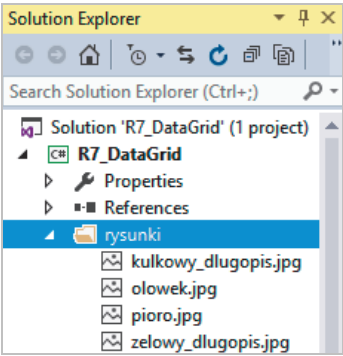 Solution Explorer
Search Solution Explorer (Ctrl+;)
Solution 'R7_DataGrid' (1 project)
C# R7_DataGrid
Properties
References
rysunki
kulkowy_dlugopis.jpg
olowek.jpg
pioro.jpg
zelowy_dlugopis.jpg